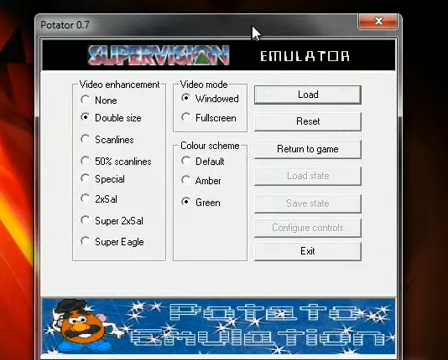 Potator 0.7
SUPERVISION EMULATOR
Video enhancement
None
Double size
Scanlines
50% scanlines
Special
2xSal
Super 2xSal
Super Eagle
Video mode
Windowed
Fullscreen
Colour scheme
Default
Amber
Green
Load
Reset
Return to game
Load state
Save state
Configure controls
Exit
Potato
Emulation